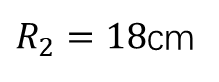 R₂ = 18cm